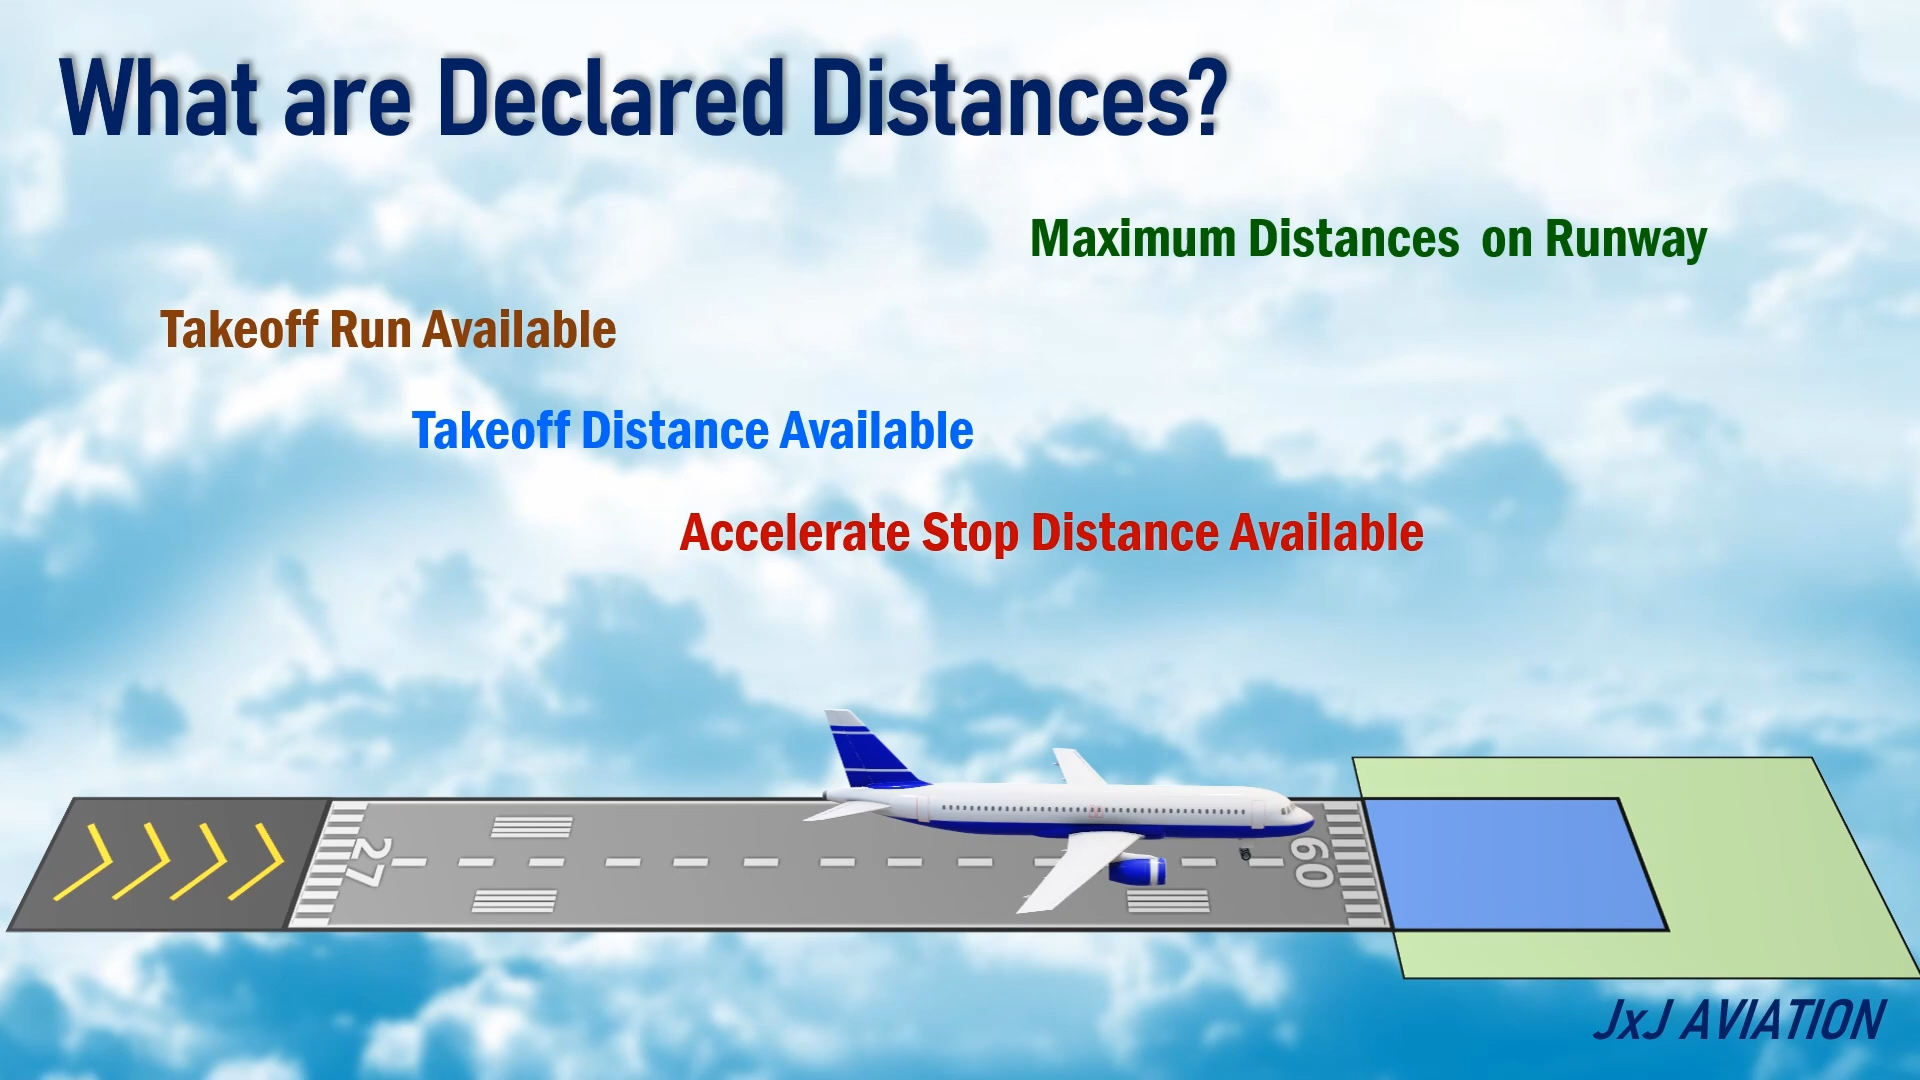 What are Declared Distances?
Maximum Distances on Runway
Takeoff Run Available
Takeoff Distance Available
Accelerate Stop Distance Available
27
09
JxJ AVIATION